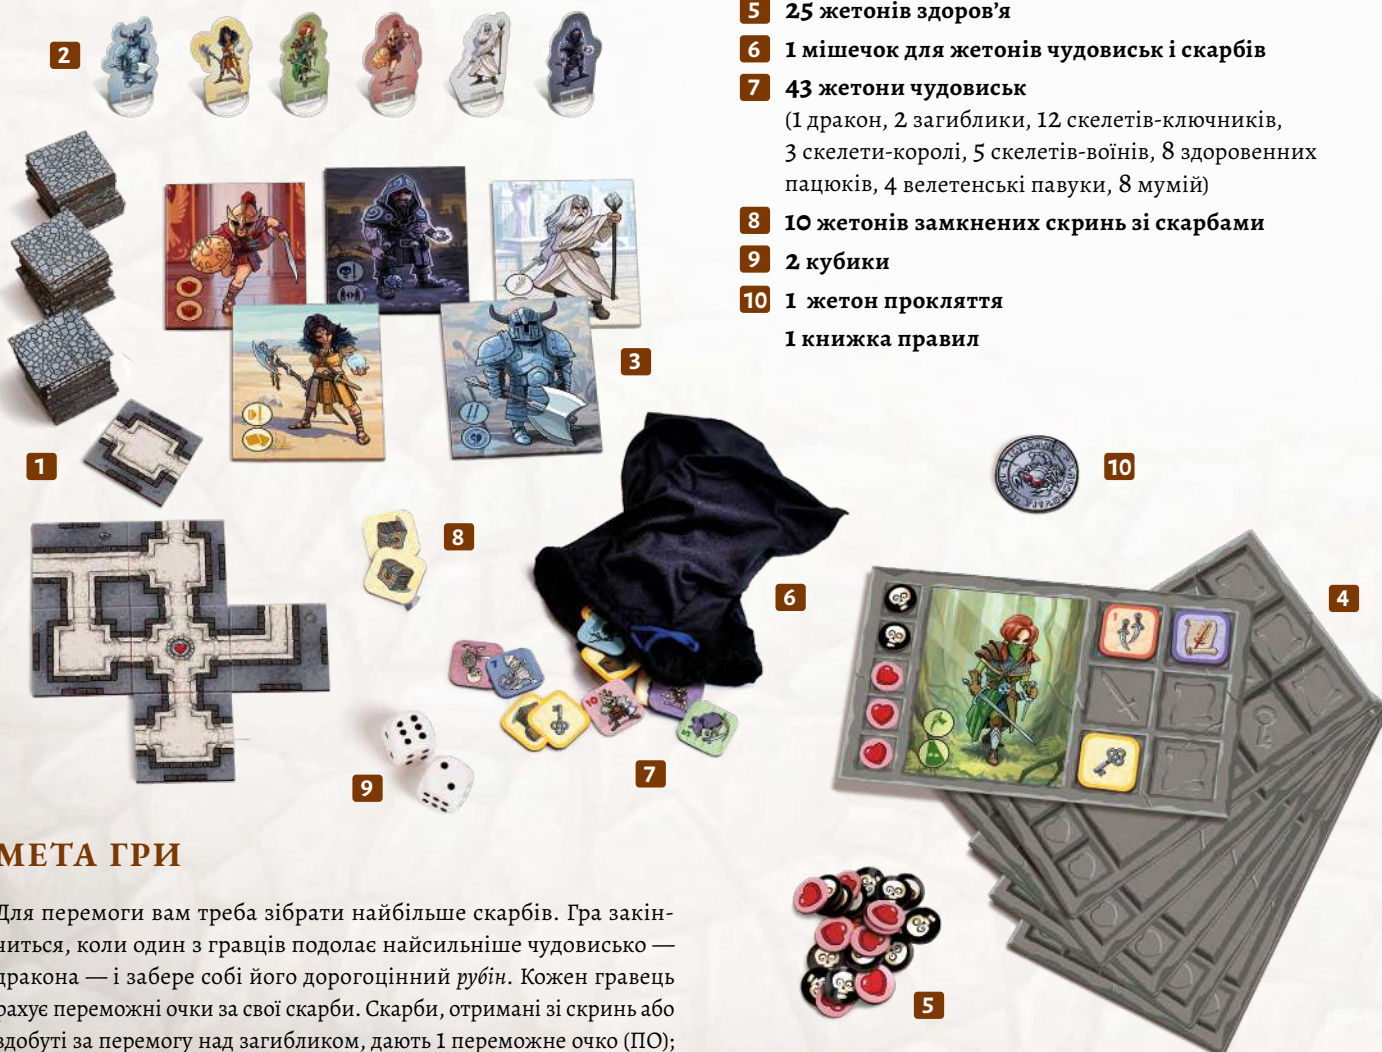 5 25 жетонів здоров’я
6 1 мішечок для жетонів чудовиськ і скарбів
7 43 жетони чудовиськ
(1 дракон, 2 загиблики, 12 скелетів-ключників,
3 скелети-королі, 5 скелетів-воїнів, 8 здоровенних
пацюків, 4 велетенські павуки, 8 мумій)
8 10 жетонів замкнених скринь зі скарбами
9 2 кубики
10 1 жетон прокляття
1 книжка правил
2
3
1
10
8
6
4
7
9
5
МЕТА ГРИ
Для перемоги вам треба зібрати найбільше скарбів. Гра закін-
читься, коли один з гравців подолає найсильніше чудовисько —
дракона — і забере собі його дорогоцінний рубін. Кожен гравець
рахує переможні очки за свої скарби. Скарби, отримані зі скринь або
здобуті за перемогу над загибликом, дають 1 переможне очко (ПО);